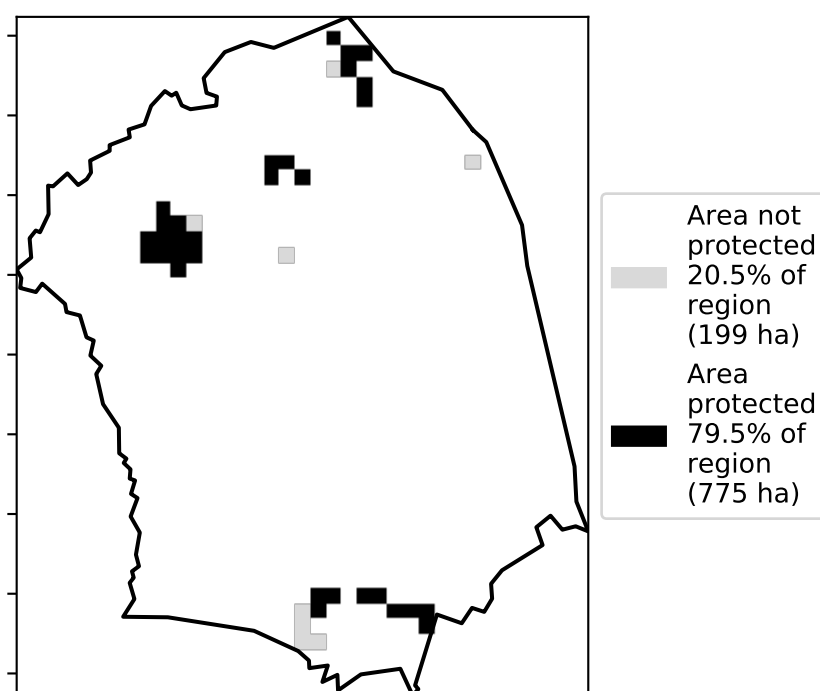 Area not
protected
20.5% of
region
(199 ha)
Area
protected
79.5% of
region
(775 ha)